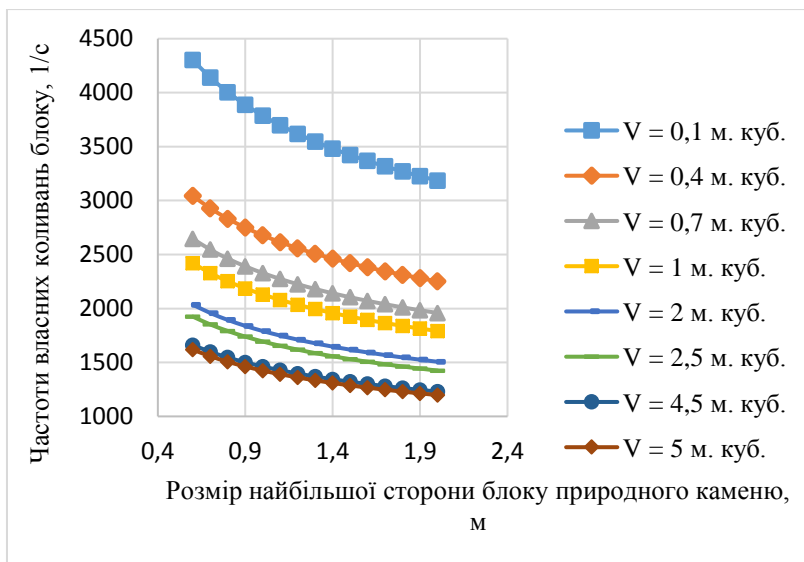 Частоти власних коливань блоку, 1/с
4500
4000
3500
3000
2500
2000
1500
1000
0,4
0,9
1,4
1,9
2,4
Розмір найбільшої сторони блоку природного каменю,
м
V = 0,1 м. куб.
V = 0,4 м. куб.
V = 0,7 м. куб.
V = 1 м. куб.
V = 2 м. куб.
V = 2,5 м. куб.
V = 4,5 м. куб.
V = 5 м. куб.